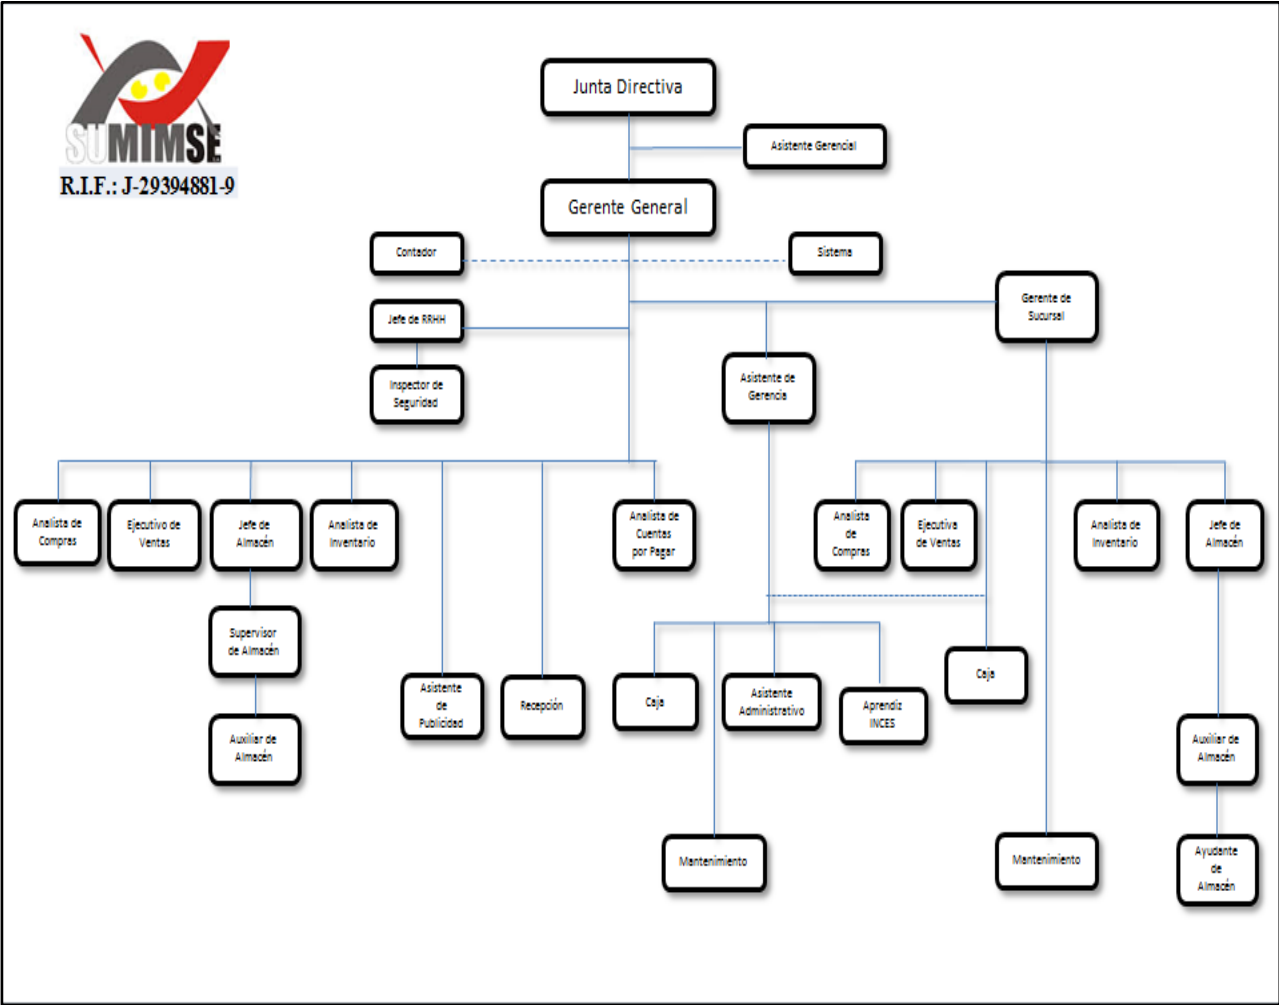 SUMIMSE
R.I.F.: J-29394881-9
Junta Directiva
Asistente Gerencial
Gerente General
Contador
Sistema
Jefe de RRHH
Gerente de
Sucursal
Inspector de
Seguridad
Asistente de
Gerencia
Analista de
Compras
Ejecutivo de
Ventas
Jefe de
Almacén
Analista de
Inventario
Analista de
Cuentas
por Pagar
Analista
de
Compras
Ejecutiva
de Ventas
Analista de
Inventario
Jefe de
Almacén
Supervisor
de Almacén
Auxiliar de
Almacén
Asistente
de
Publicidad
Recepción
Caja
Asistente
Administrativo
Aprendiz
INCES
Caja
Auxiliar de
Almacén
Mantenimiento
Mantenimiento
Ayudante
de
Almacén